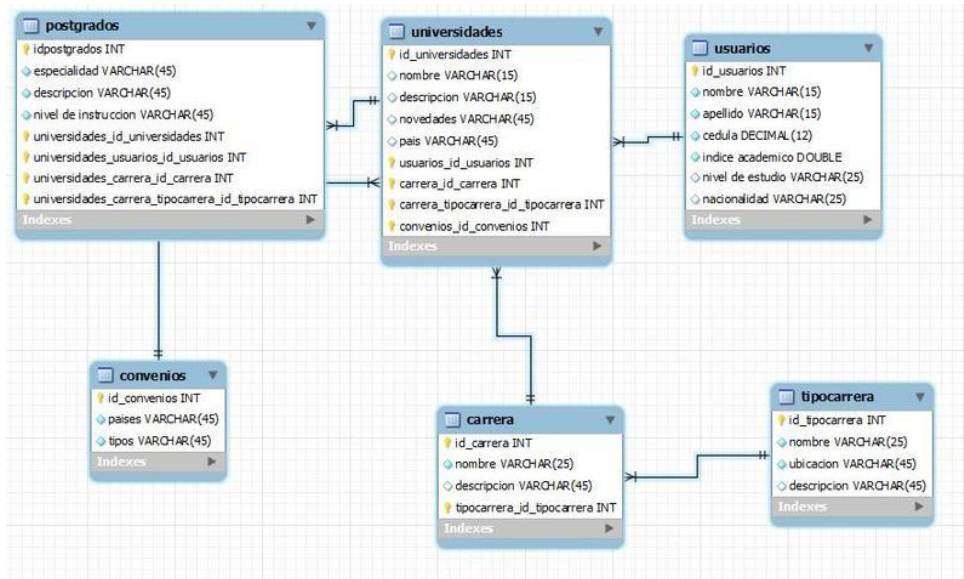 postgrados
idpostgrados INT
especialidad VARCHAR(45)
descripcion VARCHAR(45)
nivel de instruccion VARCHAR(45)
universidades_id_universidades INT
universidades_usuarios_id_usuarios INT
universidades_carrera_id_carrera INT
universidades_carrera_tipocarrera_id_tipocarrera INT
Indexes
universidades
id_universidades INT
nombre VARCHAR(15)
descripcion VARCHAR(15)
novedades VARCHAR(45)
pais VARCHAR(45)
usuarios_id_usuarios INT
carrera_id_carrera INT
carrera_tipocarrera_id_tipocarrera INT
convenios_id_convenios INT
Indexes
usuarios
id_usuarios INT
nombre VARCHAR(15)
apellido VARCHAR(15)
cedula DECIMAL(12)
indice academico DOUBLE
nivel de estudio VARCHAR(25)
nacionalidad VARCHAR(25)
Indexes
convenios
id_convenios INT
paises VARCHAR(45)
tipos VARCHAR(45)
Indexes
carrera
id_carrera INT
nombre VARCHAR(25)
descripcion VARCHAR(45)
tipocarrera_id_tipocarrera INT
Indexes
tipocarrera
id_tipocarrera INT
nombre VARCHAR(25)
ubicacion VARCHAR(45)
descripcion VARCHAR(45)
Indexes